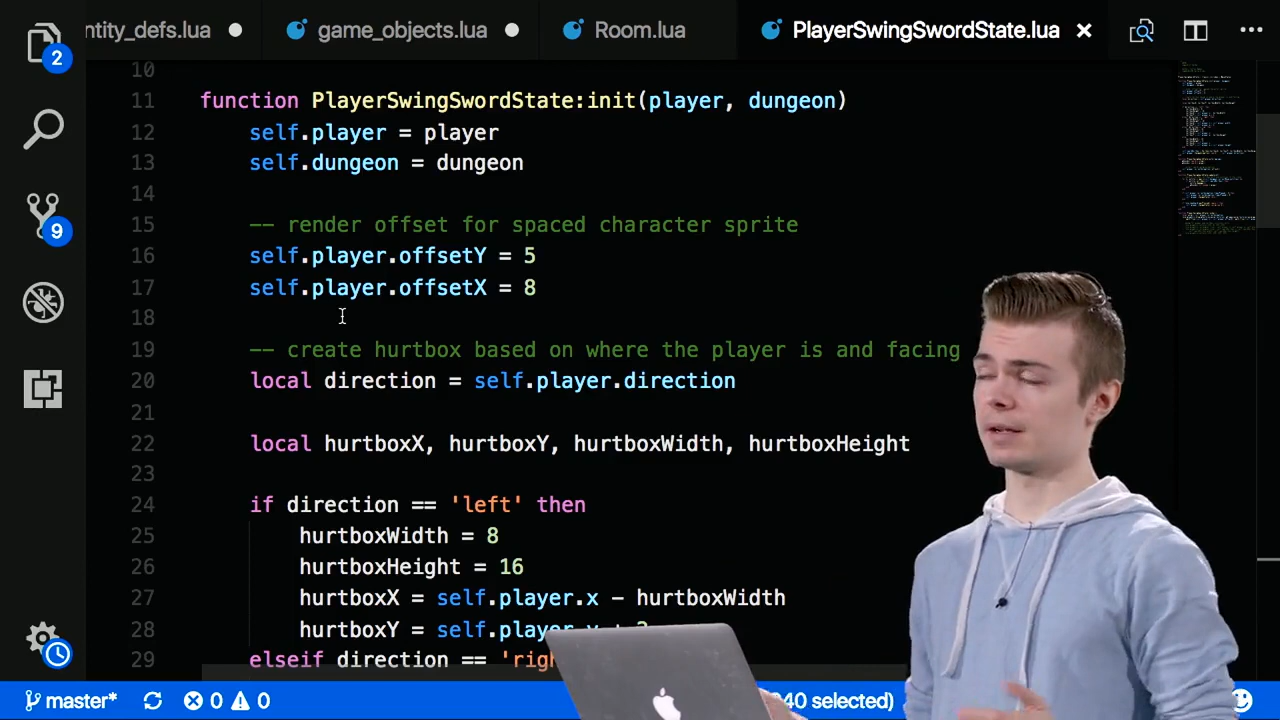 ntity_defs.lua
game_objects.lua
Room.lua
PlayerSwingSwordState.lua
2
9
10
11 function PlayerSwingSwordState:init(player, dungeon)
12 self.player = player
13 self.dungeon = dungeon
14
15 -- render offset for spaced character sprite
16 self.player.offsetY = 5
17 self.player.offsetX = 8
18
19 -- create hurtbox based on where the player is and facing
20 local direction = self.player.direction
21
22 local hurtboxX, hurtboxY, hurtboxWidth, hurtboxHeight
23
24 if direction == 'left' then
25 hurtboxWidth = 8
26 hurtboxHeight = 16
27 hurtboxX = self.player.x - hurtboxWidth
28 hurtboxY = self.player.y + 2
29 elseif direction == 'righ
master* 0 0 40 selected)